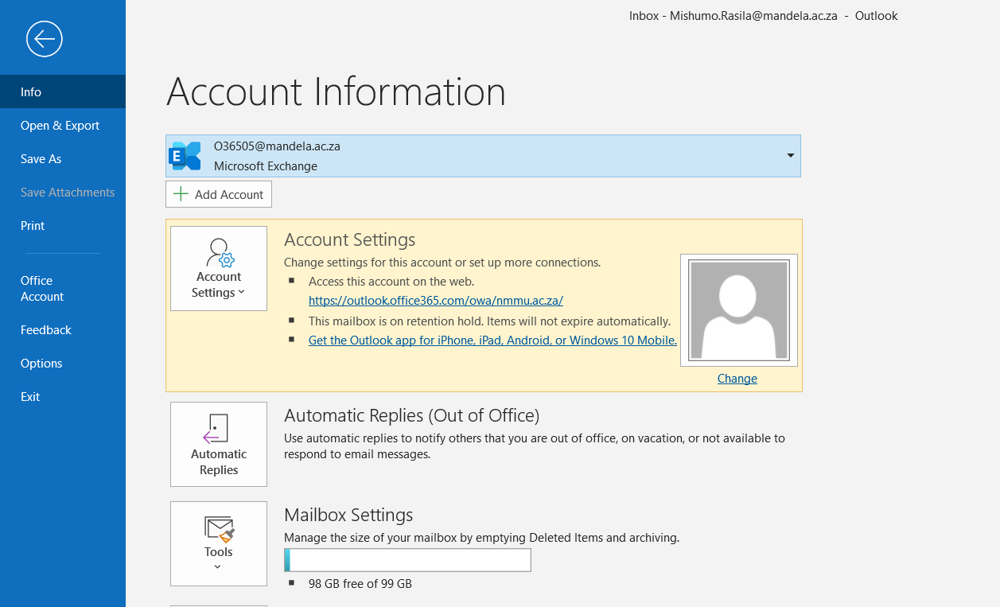 Inbox - Mishumo.Rasila@mandela.ac.za - Outlook
Info
Open & Export
Save As
Save Attachments
Print
Office
Account
Feedback
Options
Exit
Account Information
E
O36505@mandela.ac.za
Microsoft Exchange
Add Account
Account
Settings
Account Settings
Change settings for this account or set up more connections.
Access this account on the web.
https://outlook.office365.com/owa/nmmu.ac.za/
This mailbox is on retention hold. Items will not expire automatically.
Get the Outlook app for iPhone, iPad, Android, or Windows 10 Mobile.
Change
Automatic
Replies
Automatic Replies (Out of Office)
Use automatic replies to notify others that you are out of office, on vacation, or not available to
respond to email messages.
Tools
Mailbox Settings
Manage the size of your mailbox by emptying Deleted Items and archiving.
98 GB free of 99 GB